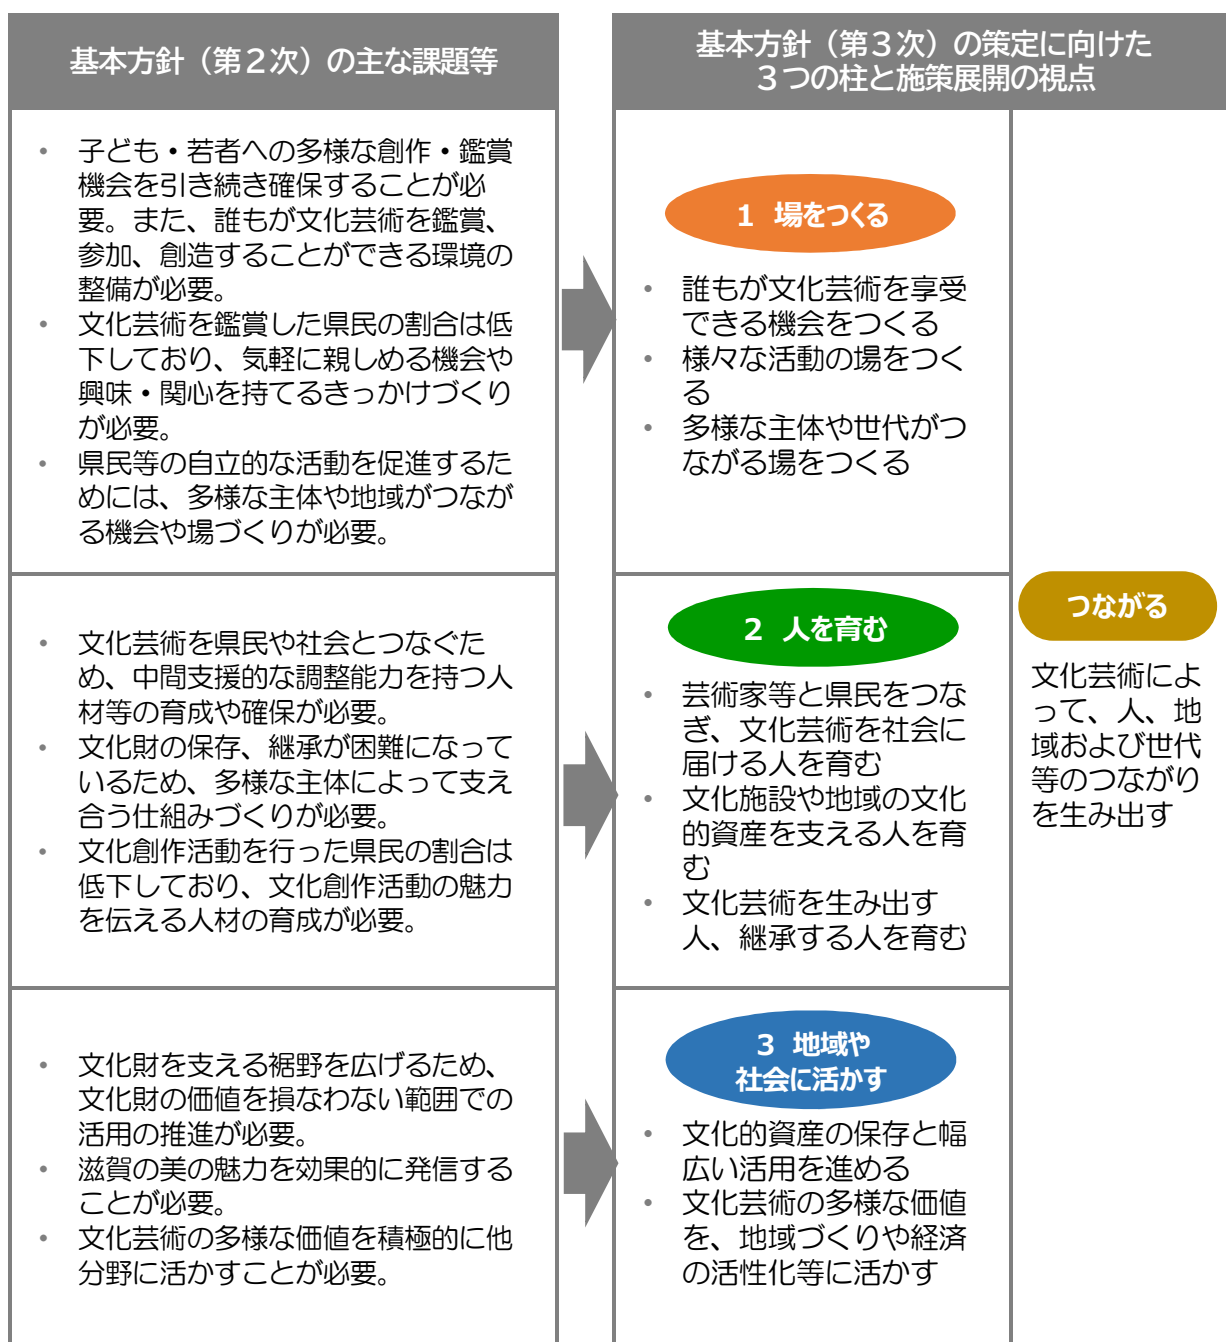 基本方針（第２次）の主な課題等
基本方針（第３次）の策定に向けた
３つの柱と施策展開の視点
• 子ども・若者への多様な創作・鑑賞
機会を引き続き確保することが必
要。また、誰もが文化芸術を鑑賞、
参加、創造することができる環境の
整備が必要。
• 文化芸術を鑑賞した県民の割合は低
下しており、気軽に親しめる機会や
興味・関心を持てるきっかけづくり
が必要。
• 県民等の自立的な活動を促進するた
めには、多様な主体や地域がつなが
る機会や場づくりが必要。
1 場をつくる
• 誰もが文化芸術を享受
できる機会をつくる
• 様々な活動の場をつく
る
• 多様な主体や世代がつ
ながる場をつくる
• 文化芸術を県民や社会とつなぐた
め、中間支援的な調整能力を持つ人
材等の育成や確保が必要。
• 文化財の保存、継承が困難になって
いるため、多様な主体によって支え
合う仕組みづくりが必要。
• 文化創作活動を行った県民の割合は
低下しており、文化創作活動の魅力
を伝える人材の育成が必要。
2 人を育む
• 芸術家等と県民をつな
ぎ、文化芸術を社会に
届ける人を育む
• 文化施設や地域の文化
的資産を支える人を育
む
• 文化芸術を生み出す
人、継承する人を育む
• 文化財を支える裾野を広げるため、
文化財の価値を損なわない範囲での
活用の推進が必要。
• 滋賀の美の魅力を効果的に発信する
ことが必要。
• 文化芸術の多様な価値を積極的に他
分野に活かすことが必要。
3 地域や
社会に活かす
• 文化的資産の保存と幅
広い活用を進める
• 文化芸術の多様な価値
を、地域づくりや経済
の活性化等に活かす
つながる
文化芸術によ
って、人、地
域および世代
等のつながり
を生み出す